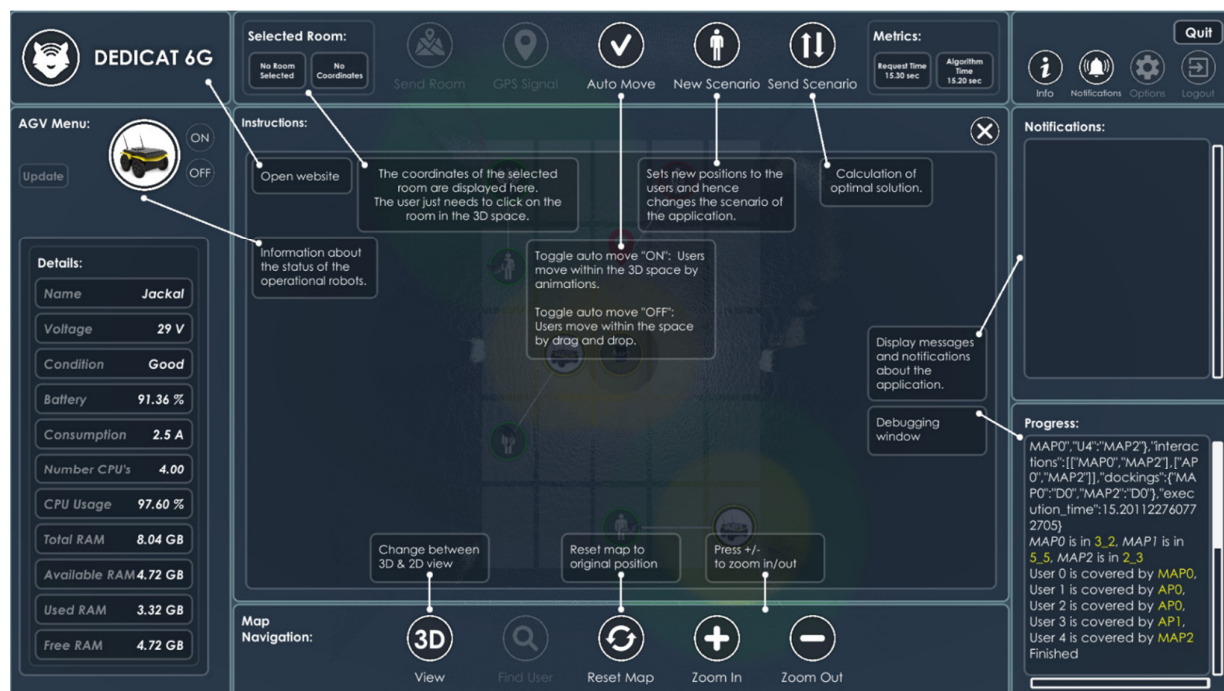 DEDICAT 6G
Selected Room:
No Room
Selected
No
Coordinates
Send Room
GPS Signal
Auto Move
New Scenario
Send Scenario
Metrics:
Request Time
15.30 sec
Algorithm
Time
15.20 sec
Quit
Info
Notifications
Options
Logout
AGV Menu:
ON
OFF
Update
Details:
Name Jackal
Voltage 29 V
Condition Good
Battery 91.36 %
Consumption 2.5 A
Number CPU's 4.00
CPU Usage 97.60 %
Total RAM 8.04 GB
Available RAM 4.72 GB
Used RAM 3.32 GB
Free RAM 4.72 GB
Instructions:
Open website
The coordinates of the selected
room are displayed here.
The user just needs to click on the
room in the 3D space.
Sets new positions to the
users and hence
changes the scenario of
the application.
Calculation of
optimal solution.
Information about
the status of the
operational robots.
Toggle auto move "ON": Users
move within the 3D space by
animations.
Toggle auto move "OFF":
Users move within the space
by drag and drop.
Display messages
and notifications
about the
application.
Debugging
window
Change between
3D & 2D view
Reset map to
original position
Press +/-
to zoom in/out
Map
Navigation:
3D
View
Find User
Reset Map
Zoom In
Zoom Out
Notifications:
Progress:
MAP0","U4":"MAP2"},"interac
tions":[["MAP0","MAP2"],["AP
0","MAP2"]],"dockings":{"MA
P0":"D0","MAP2":"D0"},"exec
ution_time":15.20112276077
2705}
MAP0 is in 3_2, MAP1 is in
5_5, MAP2 is in 2_3
User 0 is covered by MAP0,
User 1 is covered by AP0,
User 2 is covered by AP0,
User 3 is covered by AP1,
User 4 is covered by MAP2
Finished